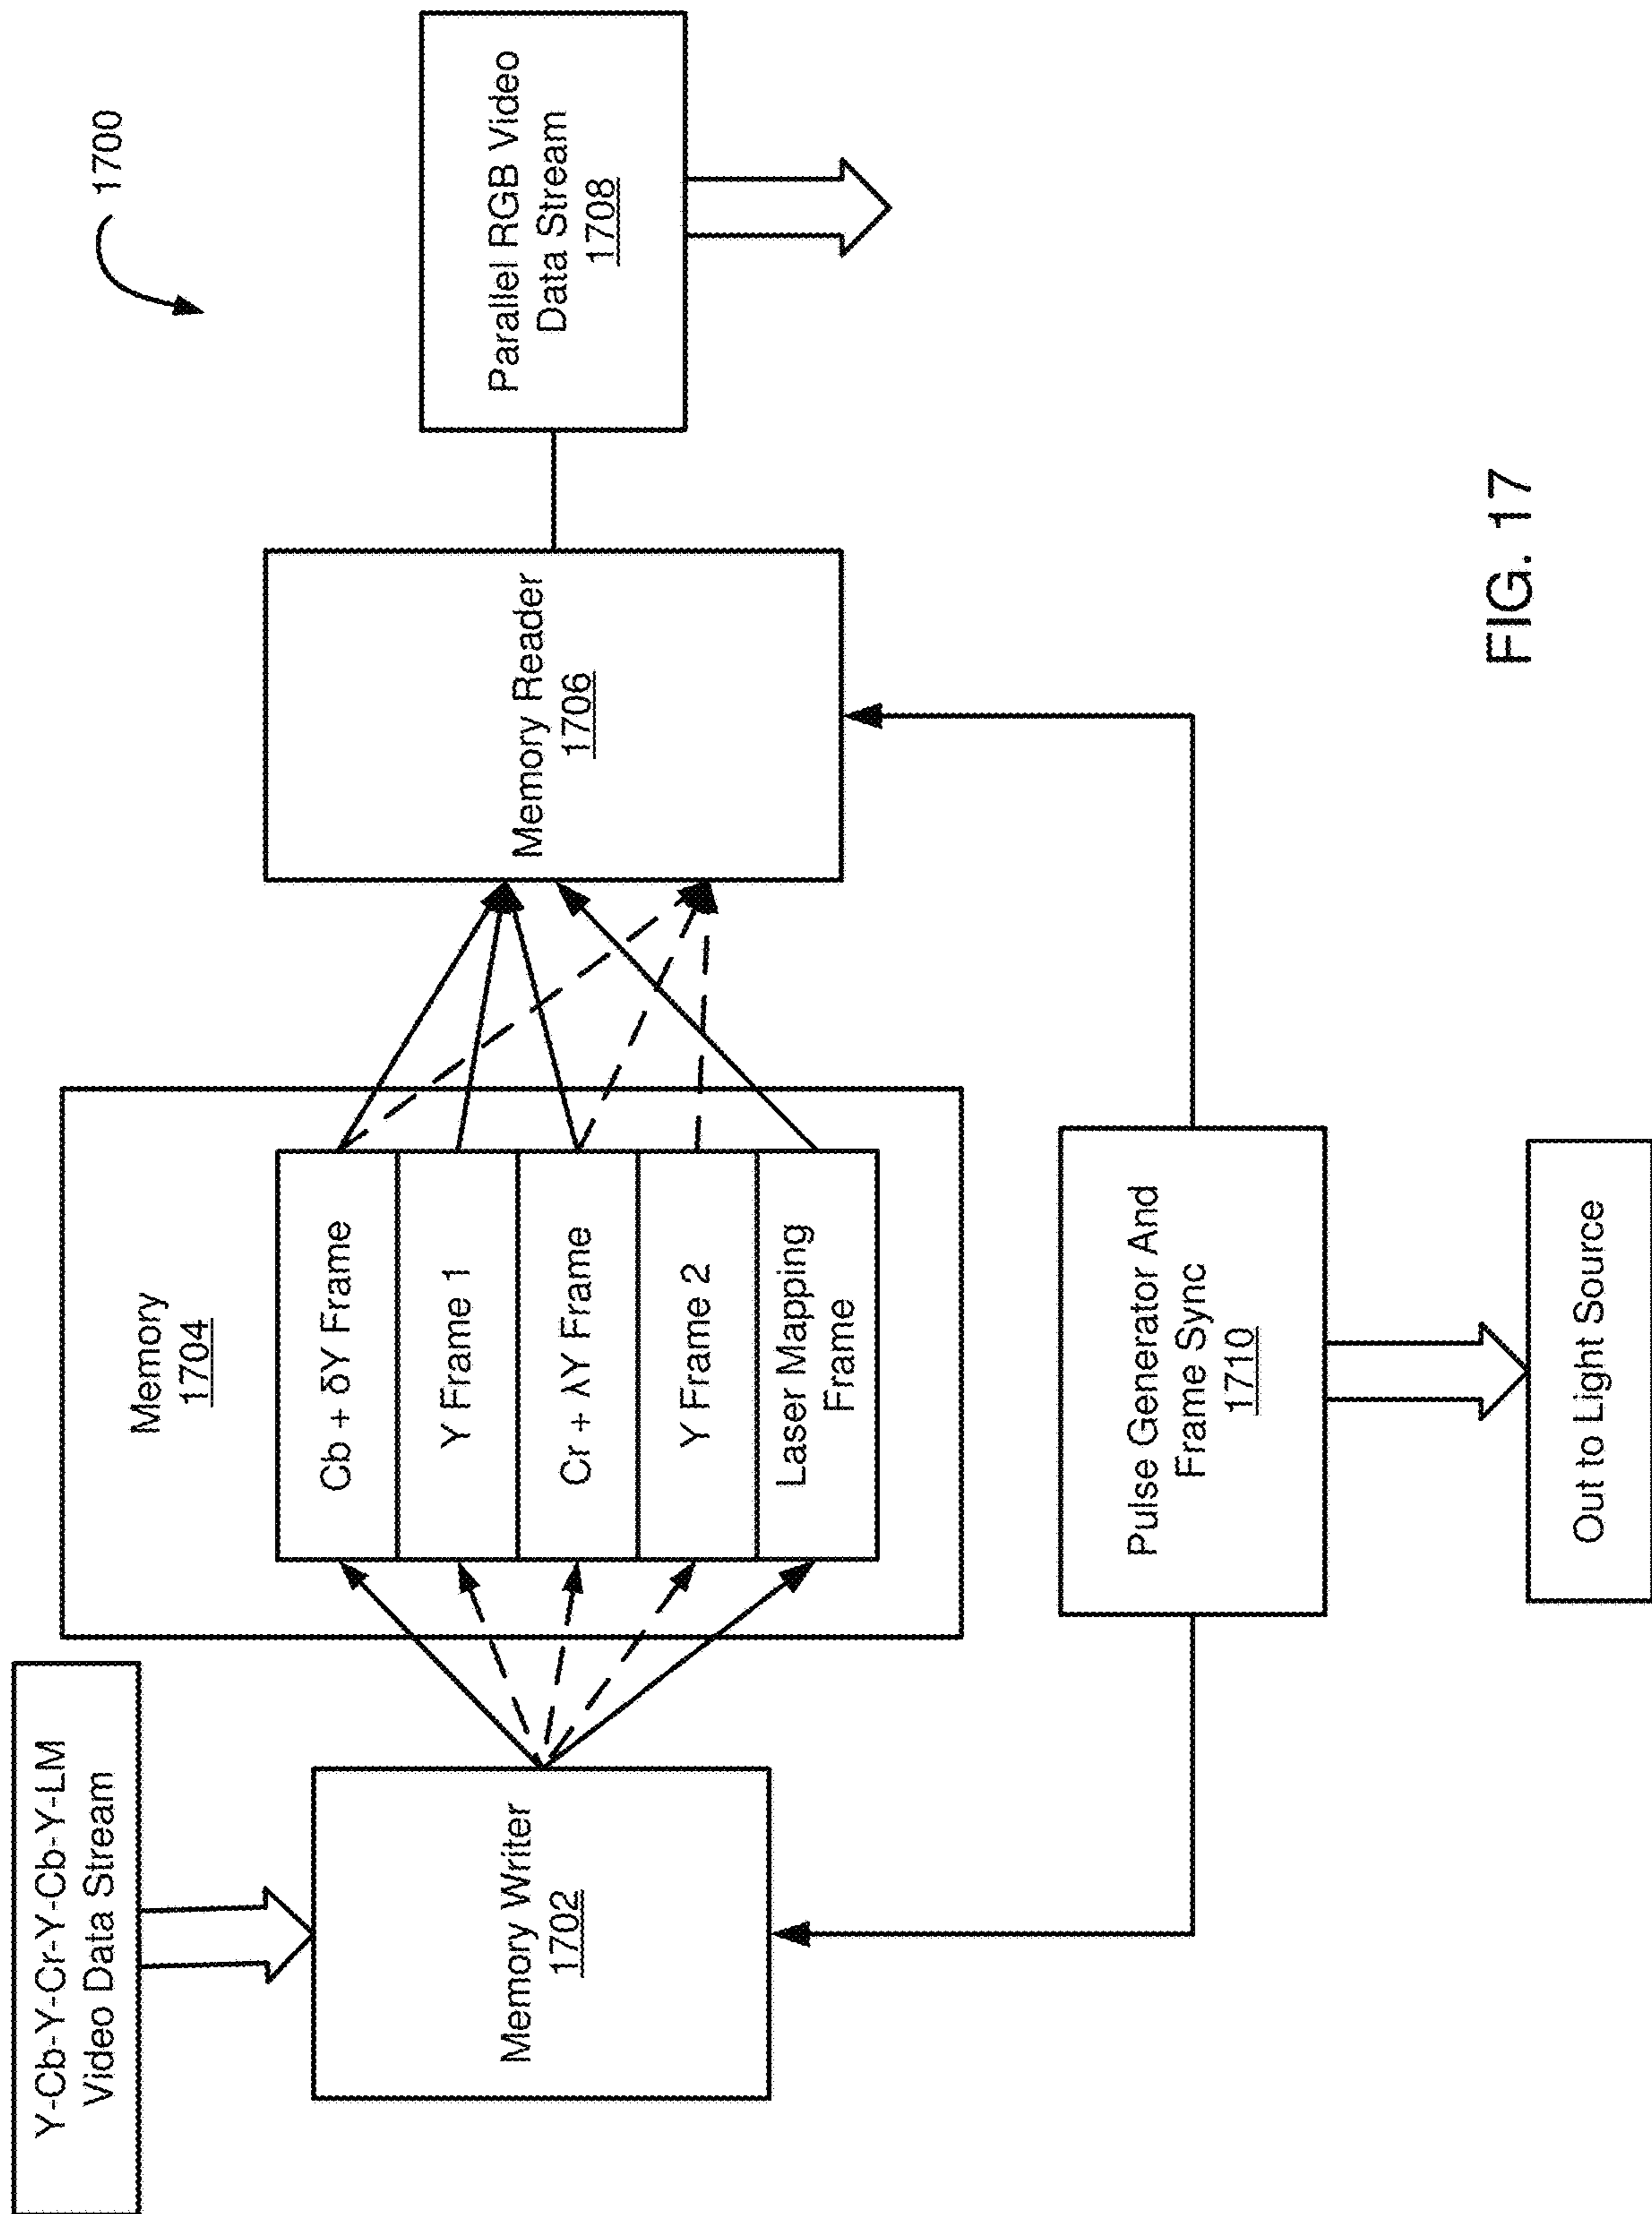 1700
Y-Cb-Y-Cr-Y-Cb-Y-LM
Video Data Stream
Memory Writer
1702
Memory
1704
Cb + δY Frame
Y Frame 1
Cr + λY Frame
Y Frame 2
Laser Mapping
Frame
Memory Reader
1706
Parallel RGB Video
Data Stream
1708
Pulse Generator And
Frame Sync
1710
Out to Light Source
FIG. 17